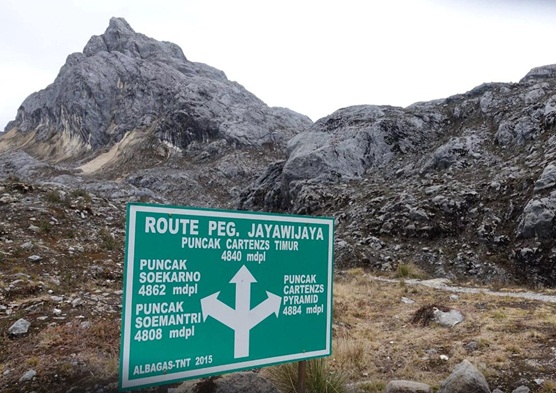 ROUTE PEG. JAYAWIJAYA
PUNCAK CARTENZS TIMUR
4840 mdpl
PUNCAK
SOEKARNO
4862 mdpl
PUNCAK
SOEMANTRI
4808 mdpl
PUNCAK
CARTENZS
PYRAMID
4884 mdpl
ALBAGAS-TNT 2015